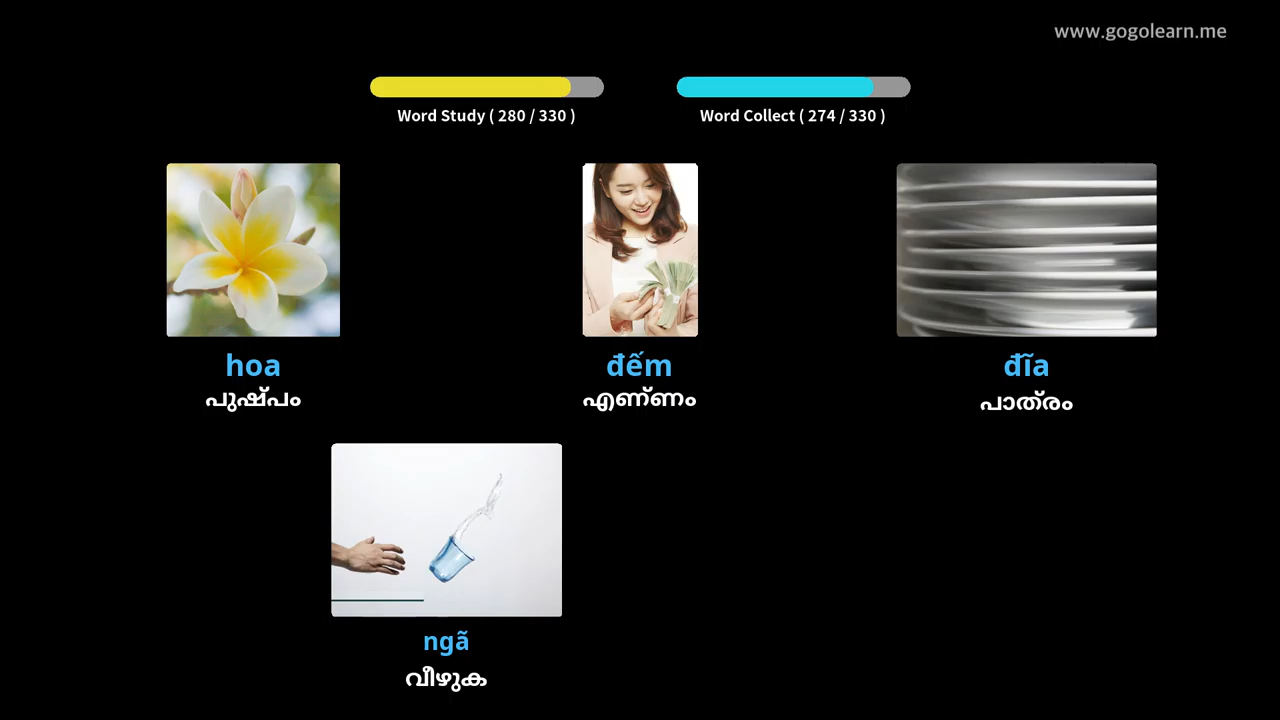 www.gogolearn.me
Word Study ( 280 / 330 )
Word Collect ( 274 / 330 )
hoa
പുഷ്പം
đếm
എണ്ണം
đĩa
പാത്രം
ngã
വീഴുക